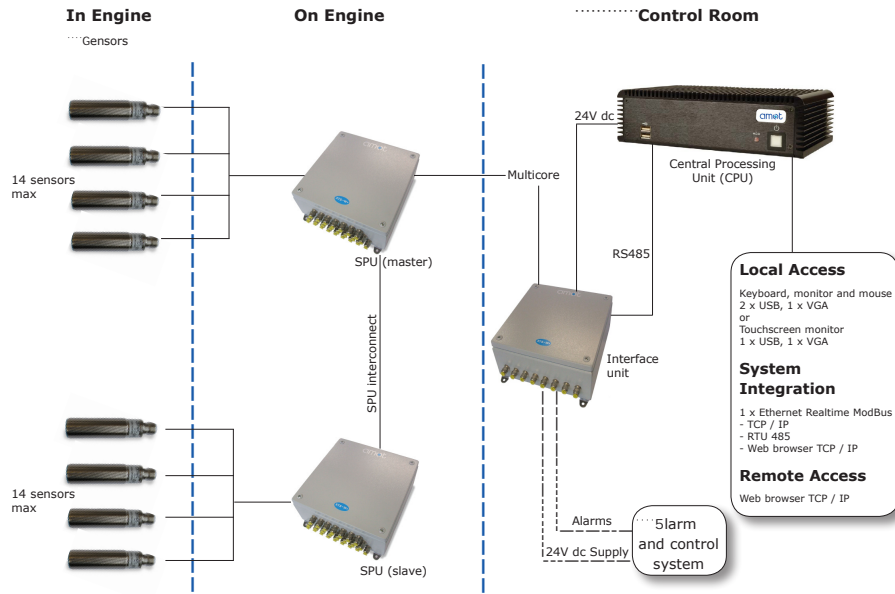 In Engine
On Engine
Control Room
Gensors
24V dc
amot
14 sensors
max
Multicore
Central Processing
Unit (CPU)
SPU (master)
RS485
SPU interconnect
Interface
unit
Local Access
Keyboard, monitor and mouse
2 x USB, 1 x VGA
or
Touchscreen monitor
1 x USB, 1 x VGA
System
Integration
1 x Ethernet Realtime ModBus
- TCP / IP
- RTU 485
- Web browser TCP / IP
Remote Access
Web browser TCP / IP
14 sensors
max
SPU (slave)
Alarms
24V dc Supply
5larm
and control
system